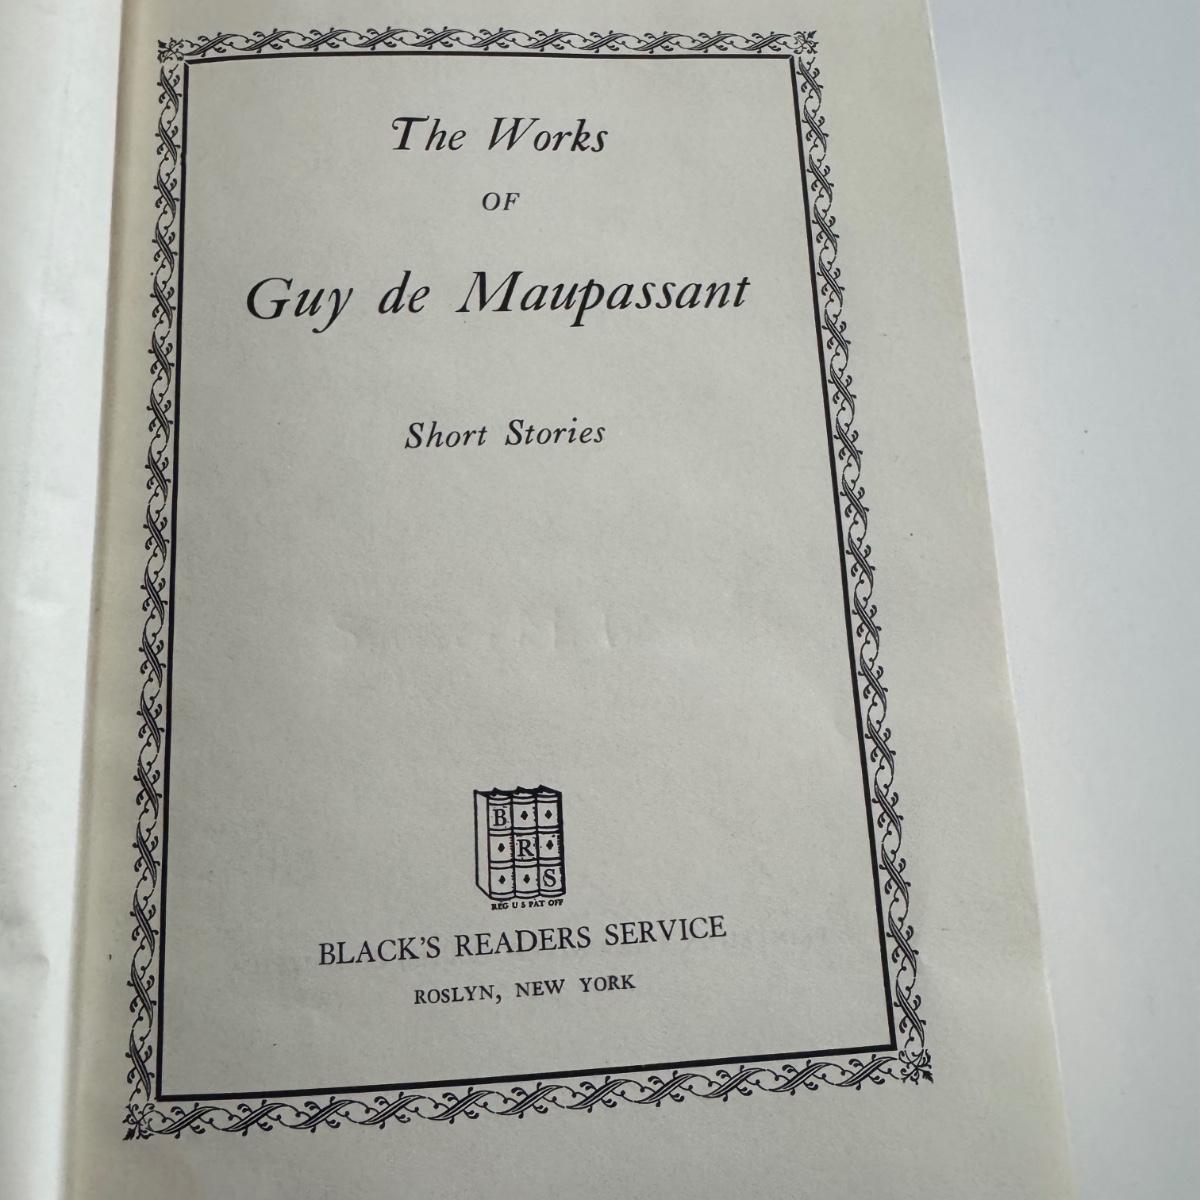 The Works
OF
Guy de Maupassant
Short Stories
B
R
S
REG U S PAT OFF
BLACK'S READERS SERVICE
ROSLYN, NEW YORK